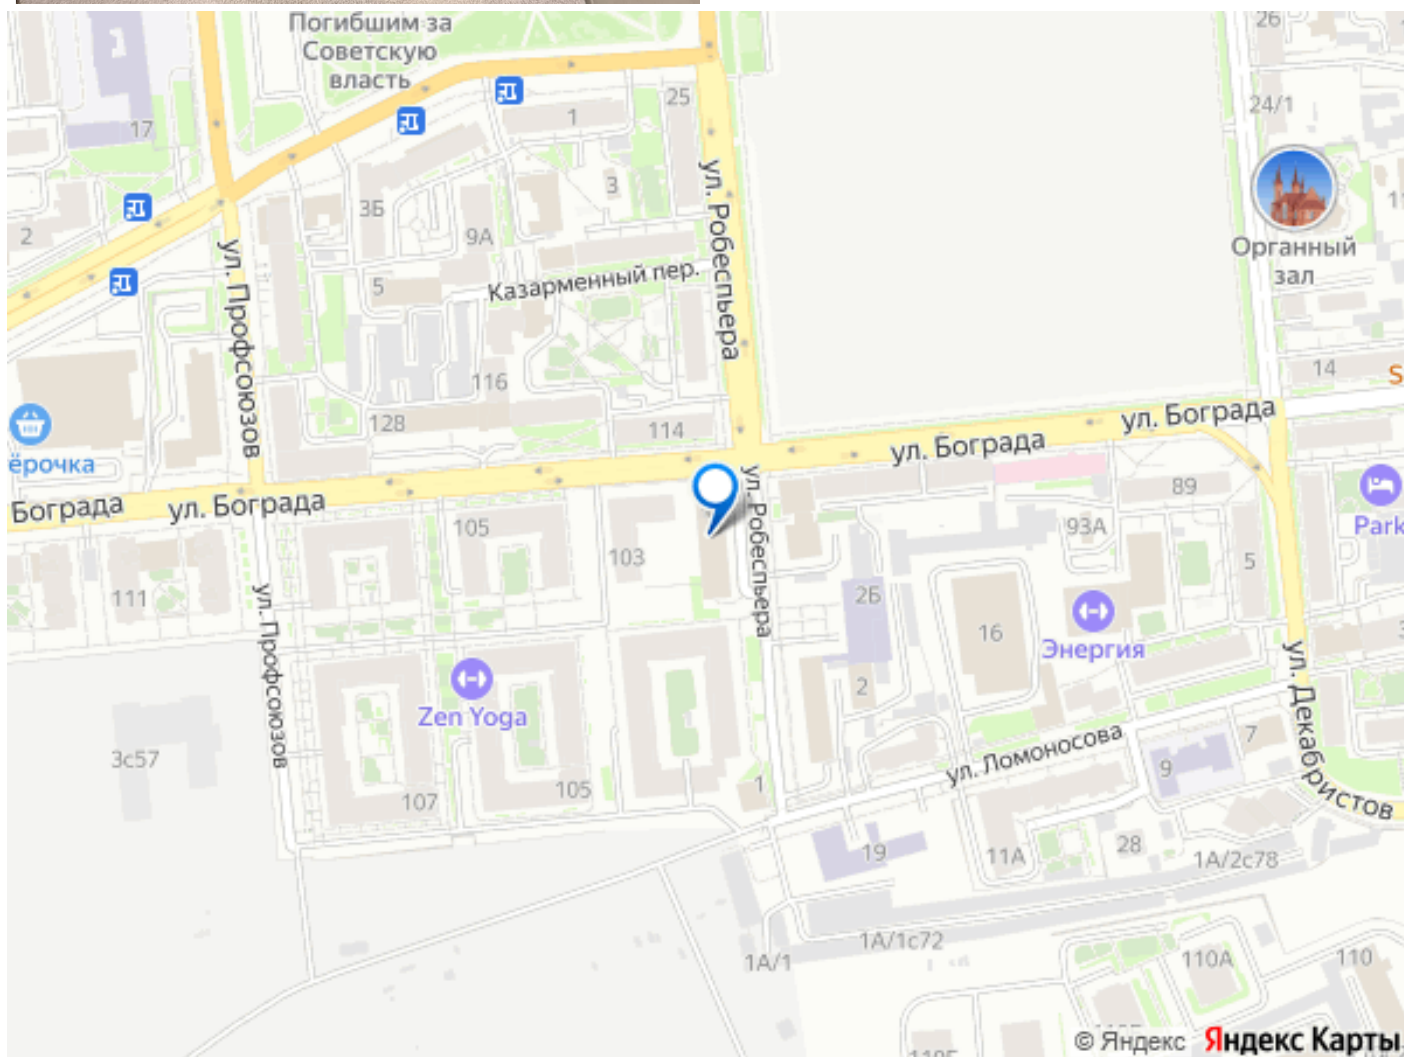 Погибшим за
Советскую
власть
26
24/1
25
1
17
3Б
3
9А
2
5
Казарменный пер.
ул. Робеспьера
ул. Профсоюзов
Органный
зал
14
116
128
114
ёрочка
ул. Бограда
ул. Бограда
Бограда
ул. Бограда
105
103
ул. Робеспьера
89
93А
Park
5
111
ул. Профсоюзов
2Б
16
Энергия
2
Zen Yoga
ул. Декабристов
3с57
7
ул. Ломоносова
9
107
105
1
19
11А
28
1А/2с78
1А/1с72
1А/1
110А
110
© Яндекс Яндекс Карты